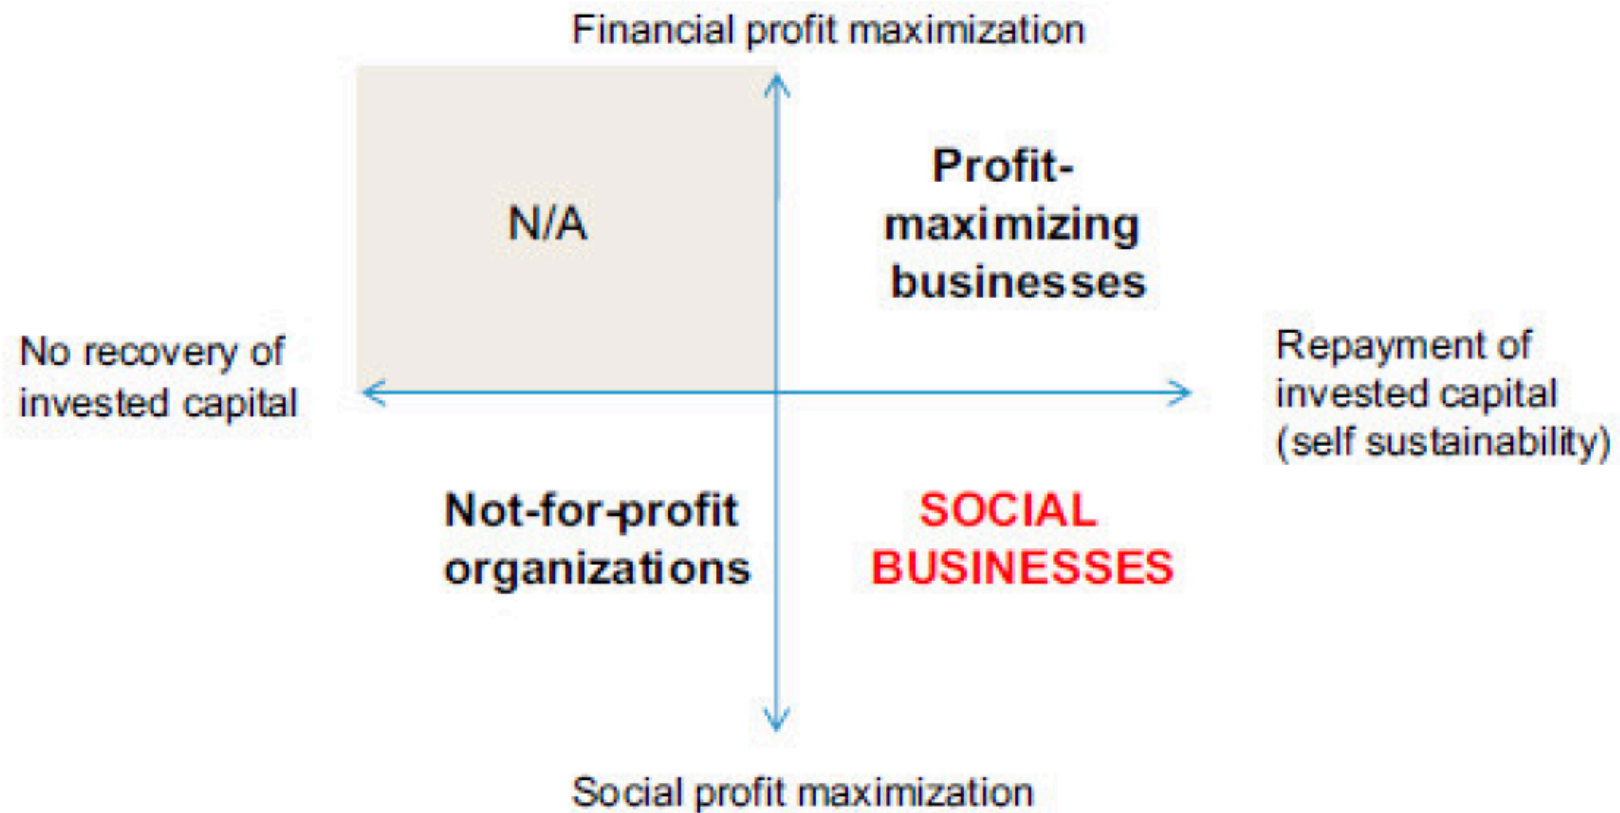 Financial profit maximization
N/A
Profit-
maximizing
businesses
No recovery of
invested capital
Repayment of
invested capital
(self sustainability)
Not-for-profit
organizations
SOCIAL
BUSINESSES
Social profit maximization